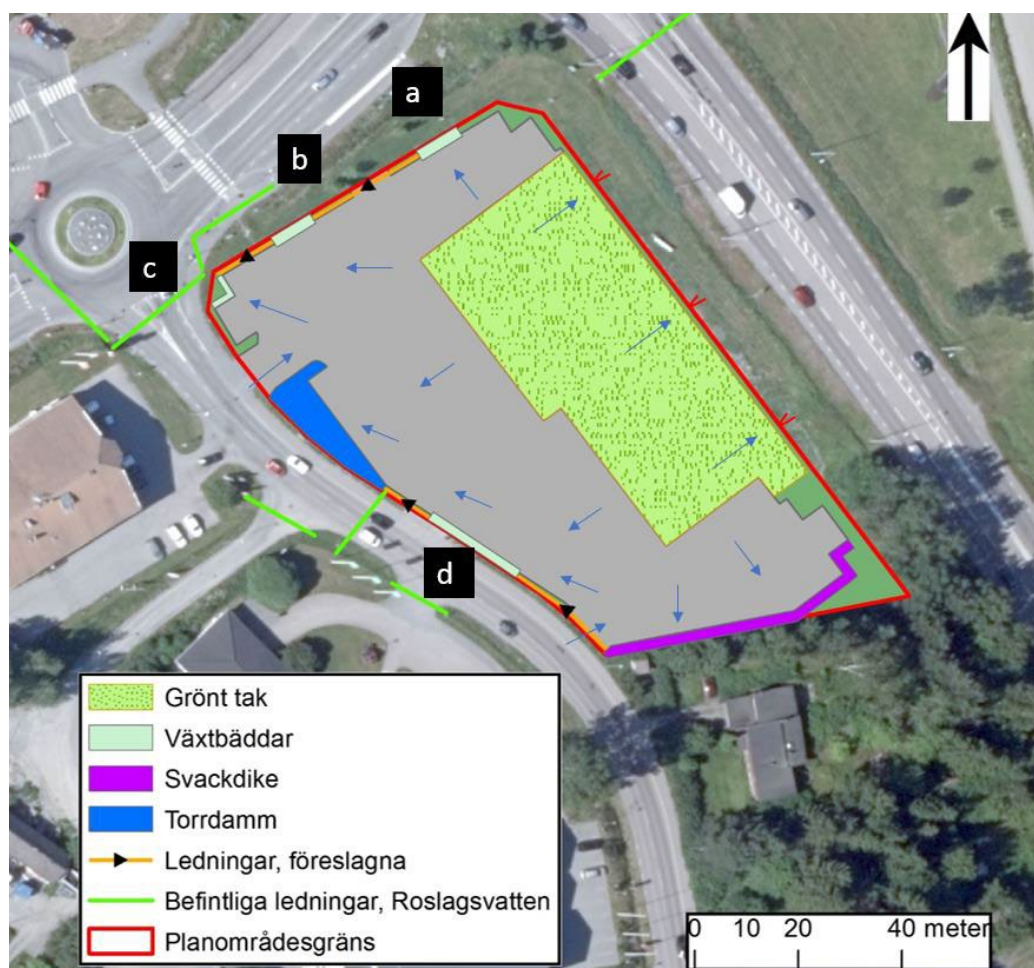 a
b
c
d
Grönt tak
Växtbäddar
Svackdike
Torrdamm
Ledningar, föreslagna
Befintliga ledningar, Roslagsvatten
Planområdesgräns
0 10 20 40 meter